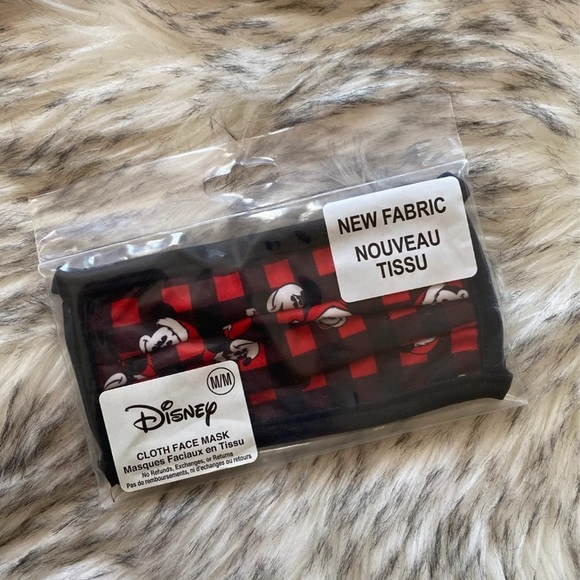 NEW FABRIC
NOUVEAU
TISSU
M/M
Disney
CLOTH FACE MASK
Masques Faciaux en Tissu
No Refunds, Exchanges, or Returns
Pas de remboursements, ni d'echanges ou retours